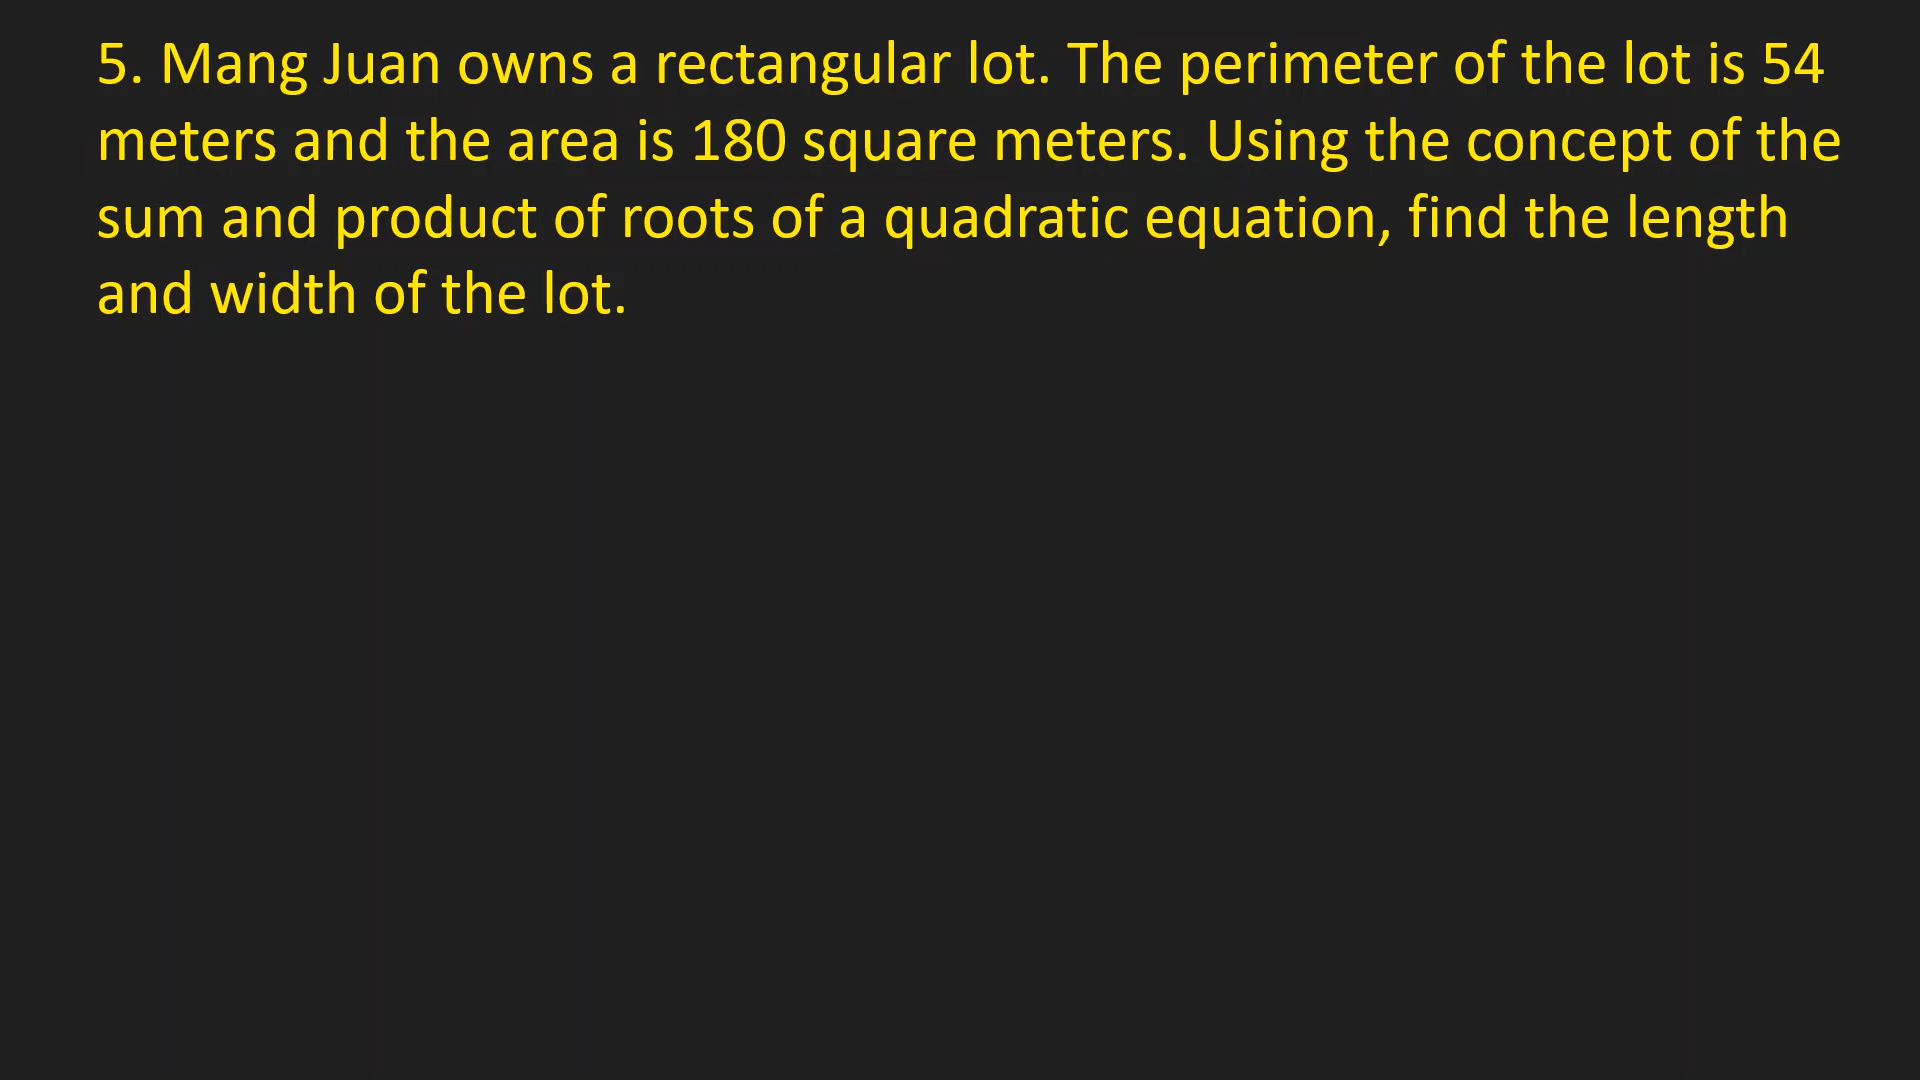 5. Mang Juan owns a rectangular lot. The perimeter of the lot is 54
meters and the area is 180 square meters. Using the concept of the
sum and product of roots of a quadratic equation, find the length
and width of the lot.